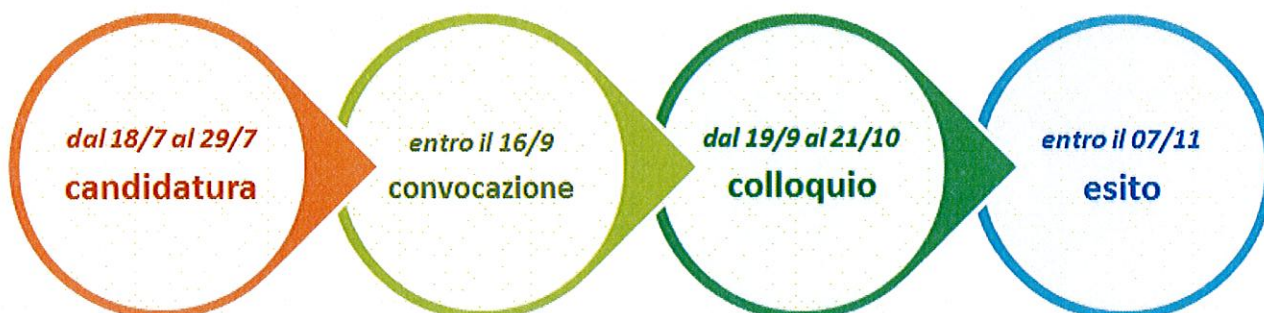 dal 18/7 al 29/7
candidatura
entro il 16/9
convocazione
dal 19/9 al 21/10
colloquio
entro il 07/11
esito